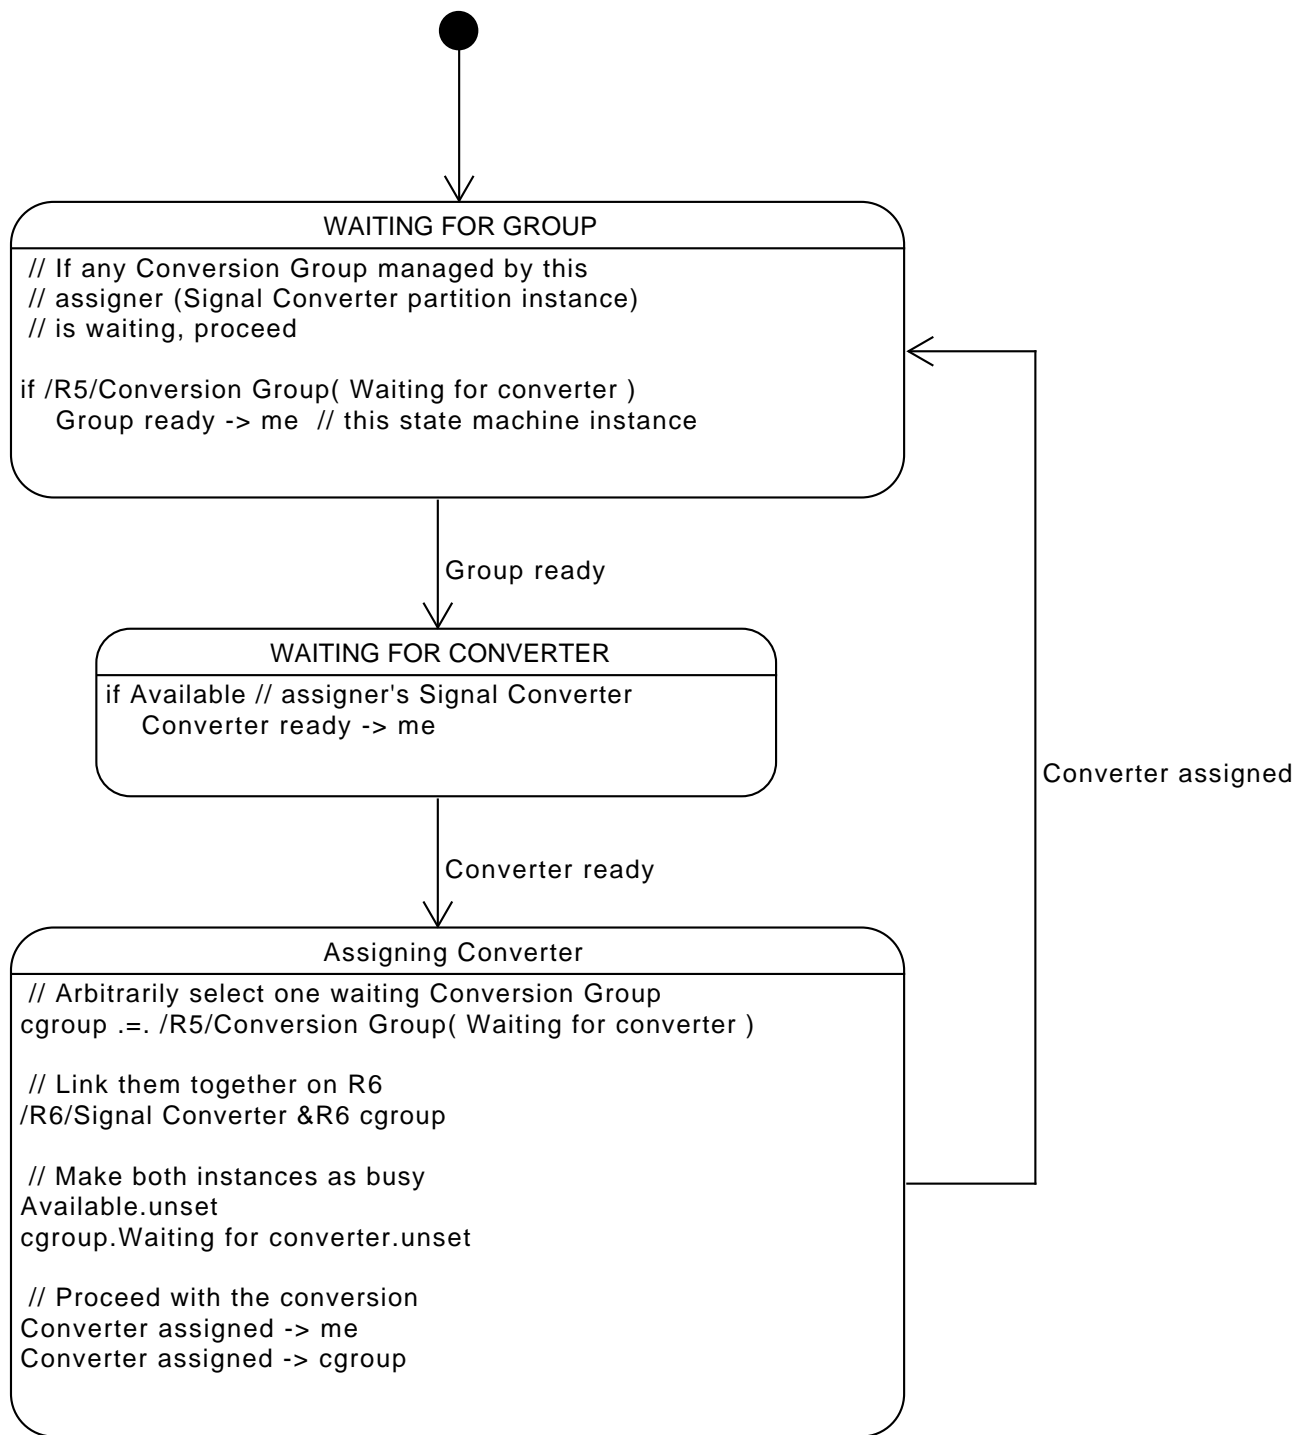 WAITING FOR GROUP
// If any Conversion Group managed by this
// assigner (Signal Converter partition instance)
// is waiting, proceed
if /R5/Conversion Group( Waiting for converter )
Group ready -> me // this state machine instance
Group ready
WAITING FOR CONVERTER
if Available // assigner's Signal Converter
Converter ready -> me
Converter assigned
Converter ready
Assigning Converter
// Arbitrarily select one waiting Conversion Group
cgroup .=. /R5/Conversion Group( Waiting for converter )
// Link them together on R6
/R6/Signal Converter &R6 cgroup
// Make both instances as busy
Available.unset
cgroup.Waiting for converter.unset
// Proceed with the conversion
Converter assigned -> me
Converter assigned -> cgroup